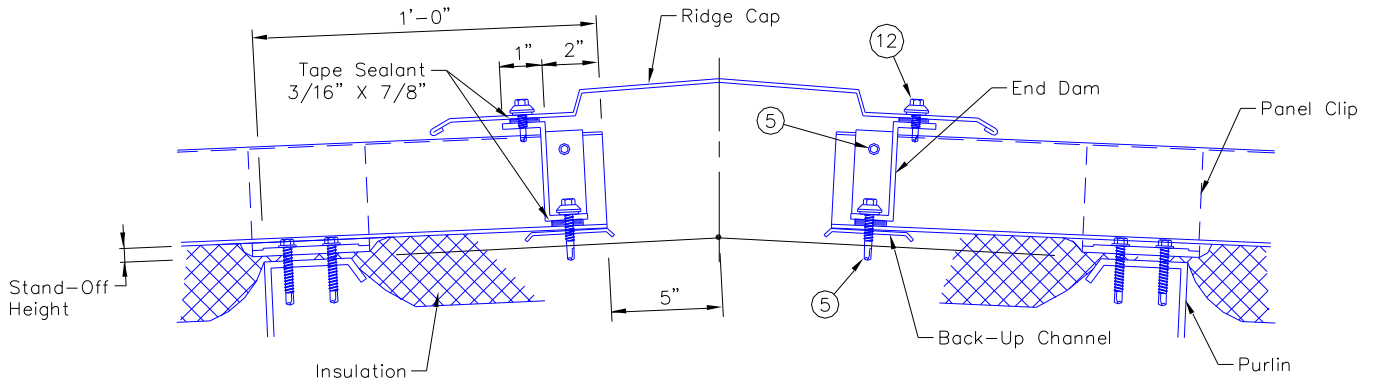 1'-0"
Ridge Cap
1"
2"
12
Tape Sealant
3/16" X 7/8"
End Dam
Panel Clip
5
Stand-Off
Height
5"
5
Back-Up Channel
Insulation
Purlin